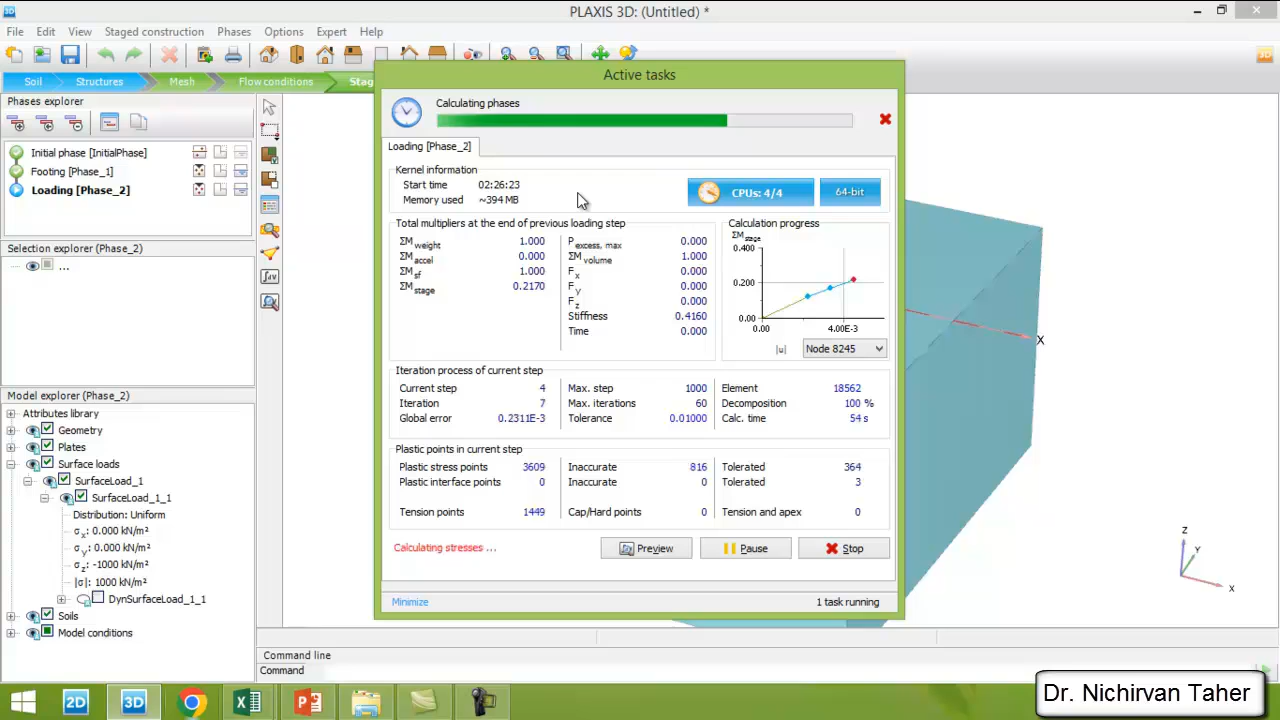 PLAXIS 3D: (Untitled) *
File Edit View Staged construction Phases Options Expert Help
Soil Structures Mesh Flow conditions Stag
Phases explorer
Initial phase [InitialPhase]
Footing [Phase_1]
Loading [Phase_2]
Selection explorer (Phase_2)
...
Model explorer (Phase_2)
Attributes library
Geometry
Plates
Surface loads
SurfaceLoad_1
SurfaceLoad_1_1
Distribution: Uniform
σx: 0.000 kN/m²
σy: 0.000 kN/m²
σz: -1000 kN/m²
|σ|: 1000 kN/m²
DynSurfaceLoad_1_1
Soils
Model conditions
Active tasks
Calculating phases
Loading [Phase_2]
Kernel information
Start time 02:26:23
Memory used ~394 MB
CPUs: 4/4
64-bit
Total multipliers at the end of previous loading step
ΣMweight 1.000 Pexcess, max 0.000
ΣMaccel 0.000 ΣMvolume 1.000
ΣMsf 1.000 Fx 0.000
ΣMstage 0.2170 Fy 0.000
Fz 0.000
Stiffness 0.4160
Time 0.000
Calculation progress
ΣMstage
0.400
0.200
0.00
0.00 4.00E-3
|u| Node 8245
Iteration process of current step
Current step 4 Max. step 1000 Element 18562
Iteration 7 Max. iterations 60 Decomposition 100 %
Global error 0.2311E-3 Tolerance 0.01000 Calc. time 54 s
Plastic points in current step
Plastic stress points 3609 Inaccurate 816 Tolerated 364
Plastic interface points 0 Inaccurate 0 Tolerated 3
Tension points 1449 Cap/Hard points 0 Tension and apex 0
Calculating stresses ...
Preview Pause Stop
Minimize 1 task running
X
Z
Y
X
Command line
Command
2D 3D
Dr. Nichirvan Taher